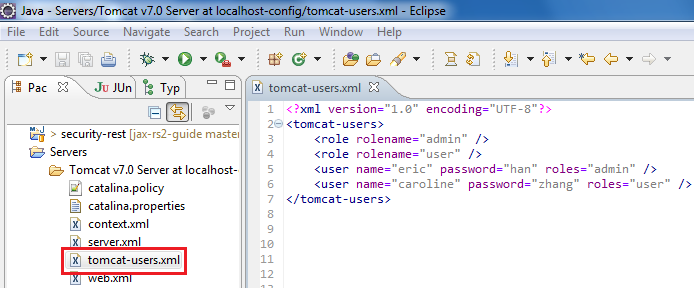 Java - Servers/Tomcat v7.0 Server at localhost-config/tomcat-users.xml - Eclipse
File Edit Source Refactor Navigate Search Project Run Window Help
Pac JUn Typ
tomcat-users.xml
> security-rest [jax-rs2-guide master
Servers
Tomcat v7.0 Server at localhost-
catalina.policy
catalina.properties
context.xml
server.xml
tomcat-users.xml
web.xml
1 <?xml version="1.0" encoding="UTF-8"?>
2 <tomcat-users>
3 <role rolename="admin" />
4 <role rolename="user" />
5 <user name="eric" password="han" roles="admin" />
6 <user name="caroline" password="zhang" roles="user" />
7 </tomcat-users>
8
9
10
11